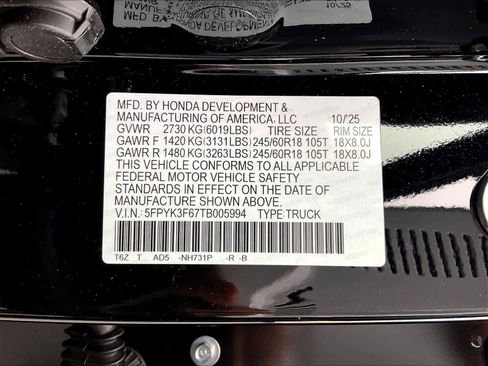 MFD. BY HONDA DEVELOPMENT &
MANUFACTURING OF AMERICA, LLC 10/'25
GVWR 2730 KG(6019LBS) TIRE SIZE RIM SIZE
GAWR F 1420 KG(3131LBS) 245/60R18 105T 18X8.0J
GAWR R 1480 KG(3263LBS) 245/60R18 105T 18X8.0J
THIS VEHICLE CONFORMS TO ALL APPLICABLE
FEDERAL MOTOR VEHICLE SAFETY
STANDARDS IN EFFECT ON THE DATE OF
MANUFACTURE SHOWN ABOVE.
V.I.N.: 5FPYK3F67TB005994 TYPE:TRUCK
T6Z T AD5 -NH731P -R -B